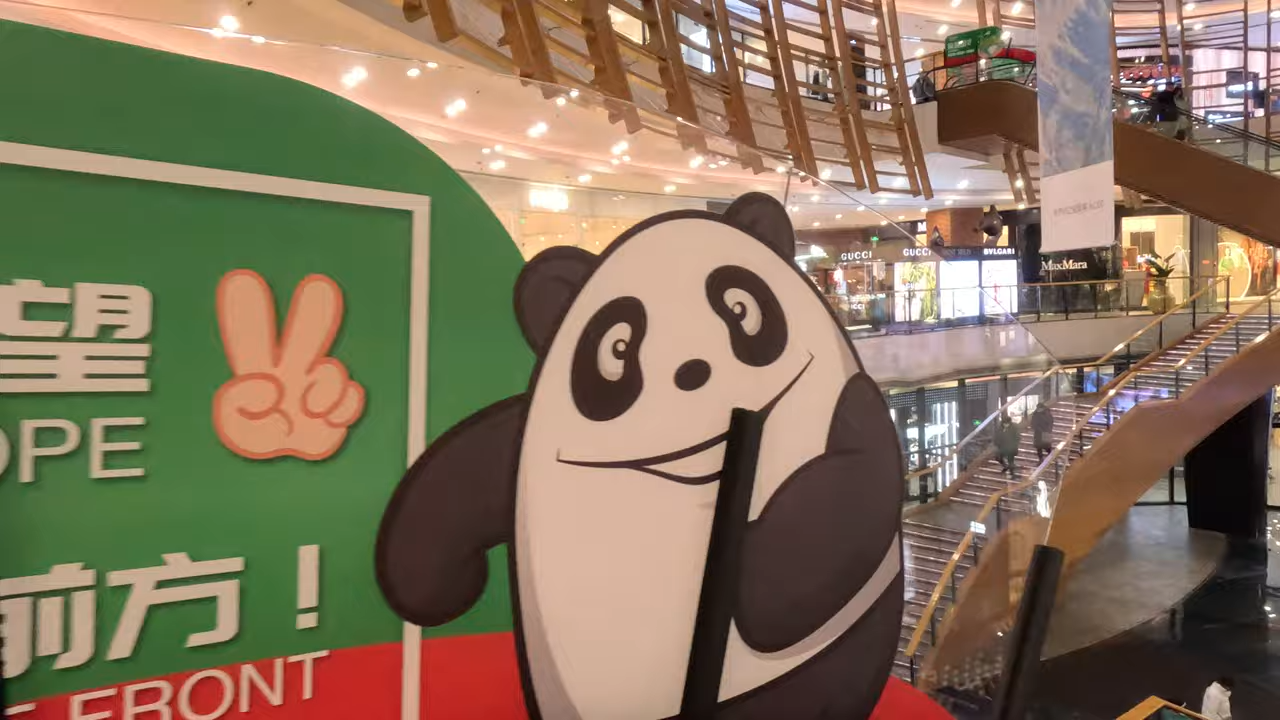 望
OPE
前方!
FRONT
GUCCI
GUCCI
BVLGARI
MaxMara